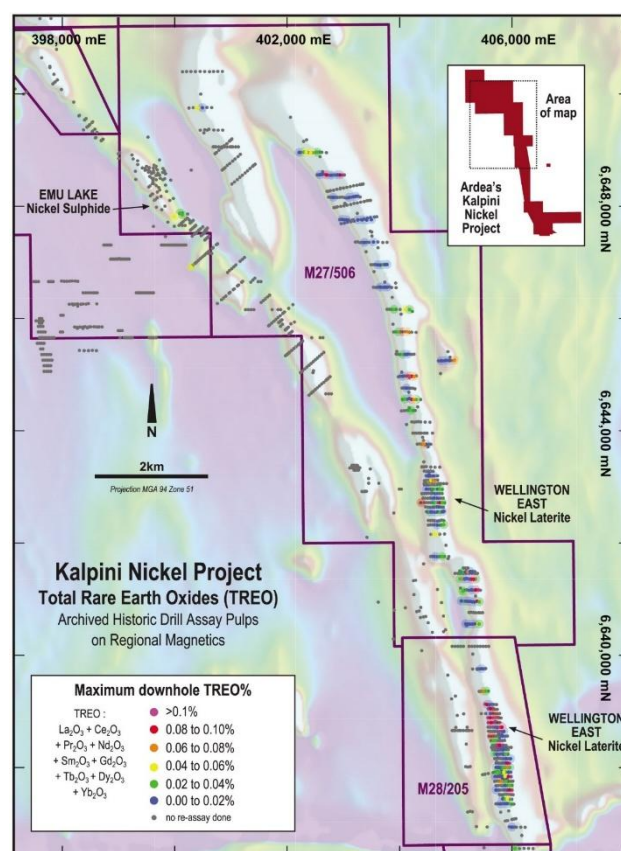 398,000 mE
402,000 mE
406,000 mE
Area
of map
Ardea's
Kalpini
Nickel
Project
6,648,000 mN
EMU LAKE
Nickel Sulphide
M27/506
6,644,000 mN
N
2km
Projection MGA 94 Zone 51
WELLINGTON
EAST
Nickel Laterite
Kalpini Nickel Project
Total Rare Earth Oxides (TREO)
Archived Historic Drill Assay Pulps
on Regional Magnetics
6,640,000 mN
Maximum downhole TREO%
TREO :
La₂O₃ + Ce₂O₃
+ Pr₂O₃ + Nd₂O₃
+ Sm₂O₃ + Gd₂O₃
+ Tb₂O₃ + Dy₂O₃
+ Yb₂O₃
>0.1%
0.08 to 0.10%
0.06 to 0.08%
0.04 to 0.06%
0.02 to 0.04%
0.00 to 0.02%
no re-assay done
WELLINGTON
EAST
Nickel Laterite
M28/205